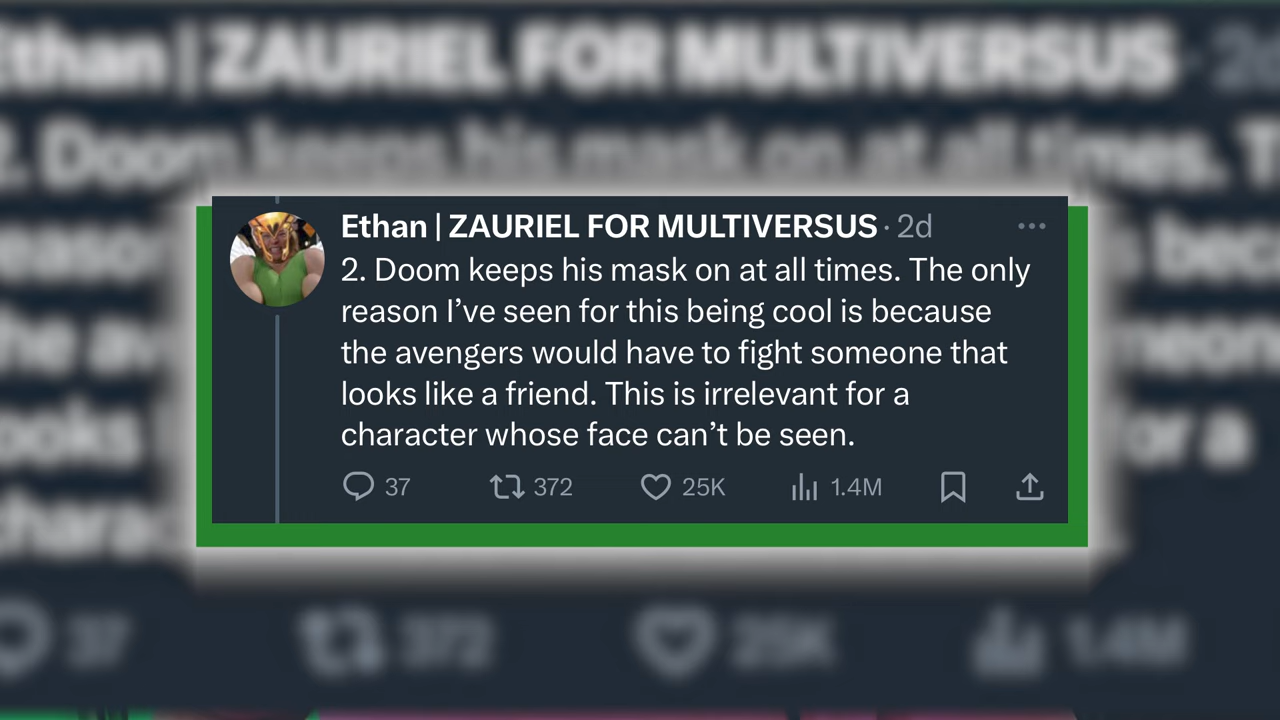 Ethan | ZAURIEL FOR MULTIVERSUS · 2d
2. Doom keeps his mask on at all times. The only
reason I’ve seen for this being cool is because
the avengers would have to fight someone that
looks like a friend. This is irrelevant for a
character whose face can’t be seen.
37 372 25K 1.4M